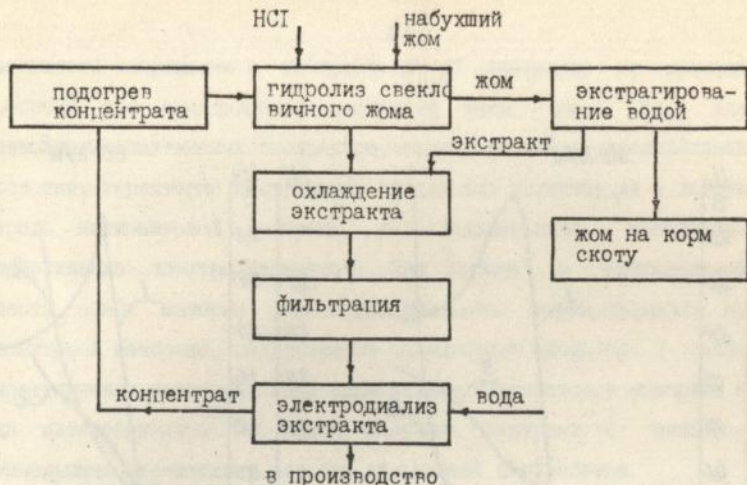 HCl
набухший
жом
подогрев
концентрата
гидролиз свекло
вичного жома
жом
экстрагирова-
ние водой
экстракт
охлаждение
экстракта
жом на корм
скоту
фильтрация
концентрат
электродиализ
экстракта
вода
в производство